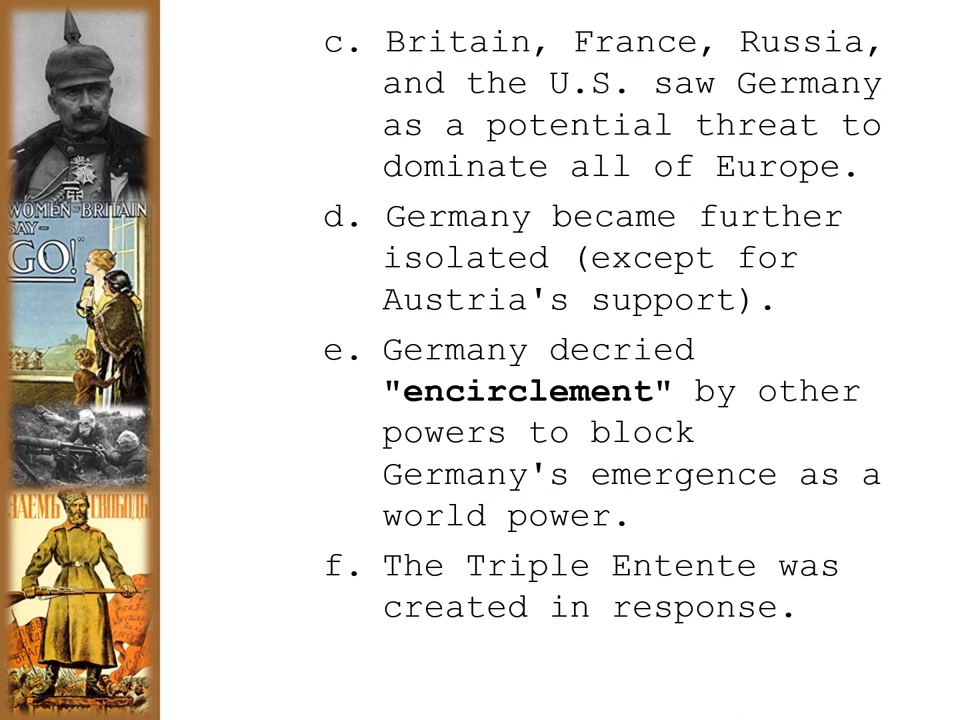 c. Britain, France, Russia,
and the U.S. saw Germany
as a potential threat to
dominate all of Europe.
d. Germany became further
isolated (except for
Austria's support).
e. Germany decried
"encirclement" by other
powers to block
Germany's emergence as a
world power.
f. The Triple Entente was
created in response.
WOMEN-BRITAIN
SAY-
"GO!"
ЗАЕМЪ СВОБОДЫ